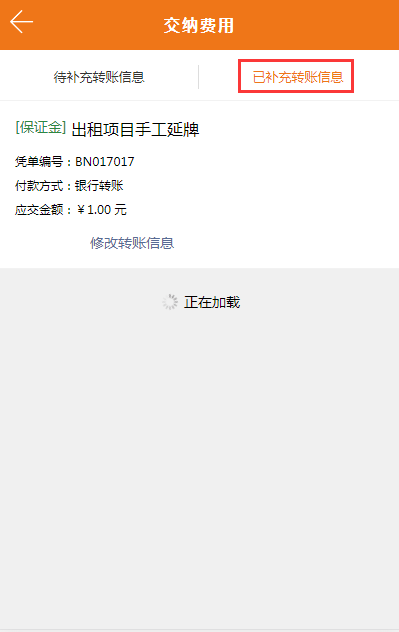 交纳费用
待补充转账信息
已补充转账信息
[保证金] 出租项目手工延牌
凭单编号：BN017017
付款方式：银行转账
应交金额：￥1.00 元
修改转账信息
正在加载